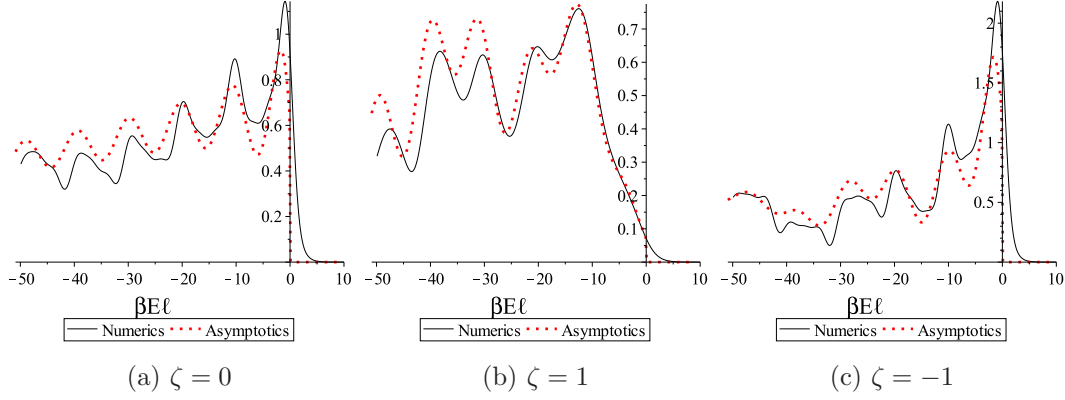 1
0.8
0.6
0.4
0.2
−50 −40 −30 −20 −10 0 10
βEℓ
Numerics Asymptotics
(a) ζ = 0
0.7
0.6
0.5
0.4
0.3
0.2
0.1
−50 −40 −30 −20 −10 0 10
βEℓ
Numerics Asymptotics
(b) ζ = 1
2
1.5
1
0.5
−50 −40 −30 −20 −10 0 10
βEℓ
Numerics Asymptotics
(c) ζ = −1